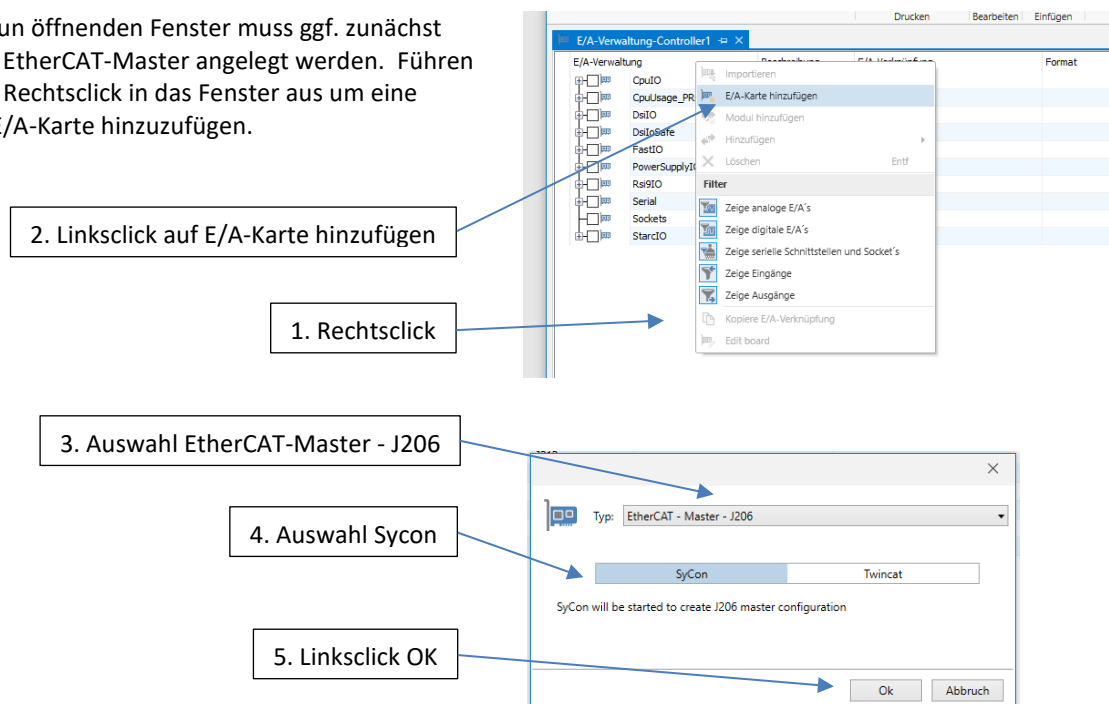 un öffnenden Fenster muss ggf. zunächst
EtherCAT-Master angelegt werden. Führen
Rechtsclick in das Fenster aus um eine
E/A-Karte hinzuzufügen.
Drucken Bearbeiten Einfügen
E/A-Verwaltung-Controller1
E/A-Verwaltung Format
CpuIO
CpuUsage_PR
DsiIO
DsiIoSafe
FastIO
PowerSupplyIO
Rsi9IO
Serial
Sockets
StarcIO
Importieren
E/A-Karte hinzufügen
Modul hinzufügen
Hinzufügen
Löschen Entf
Filter
Zeige analoge E/A´s
Zeige digitale E/A´s
Zeige serielle Schnittstellen und Socket´s
Zeige Eingänge
Zeige Ausgänge
Kopiere E/A-Verknüpfung
Edit board
2. Linksclick auf E/A-Karte hinzufügen
1. Rechtsclick
3. Auswahl EtherCAT-Master - J206
4. Auswahl Sycon
5. Linksclick OK
Typ: EtherCAT - Master - J206
SyCon Twincat
SyCon will be started to create J206 master configuration
Ok Abbruch